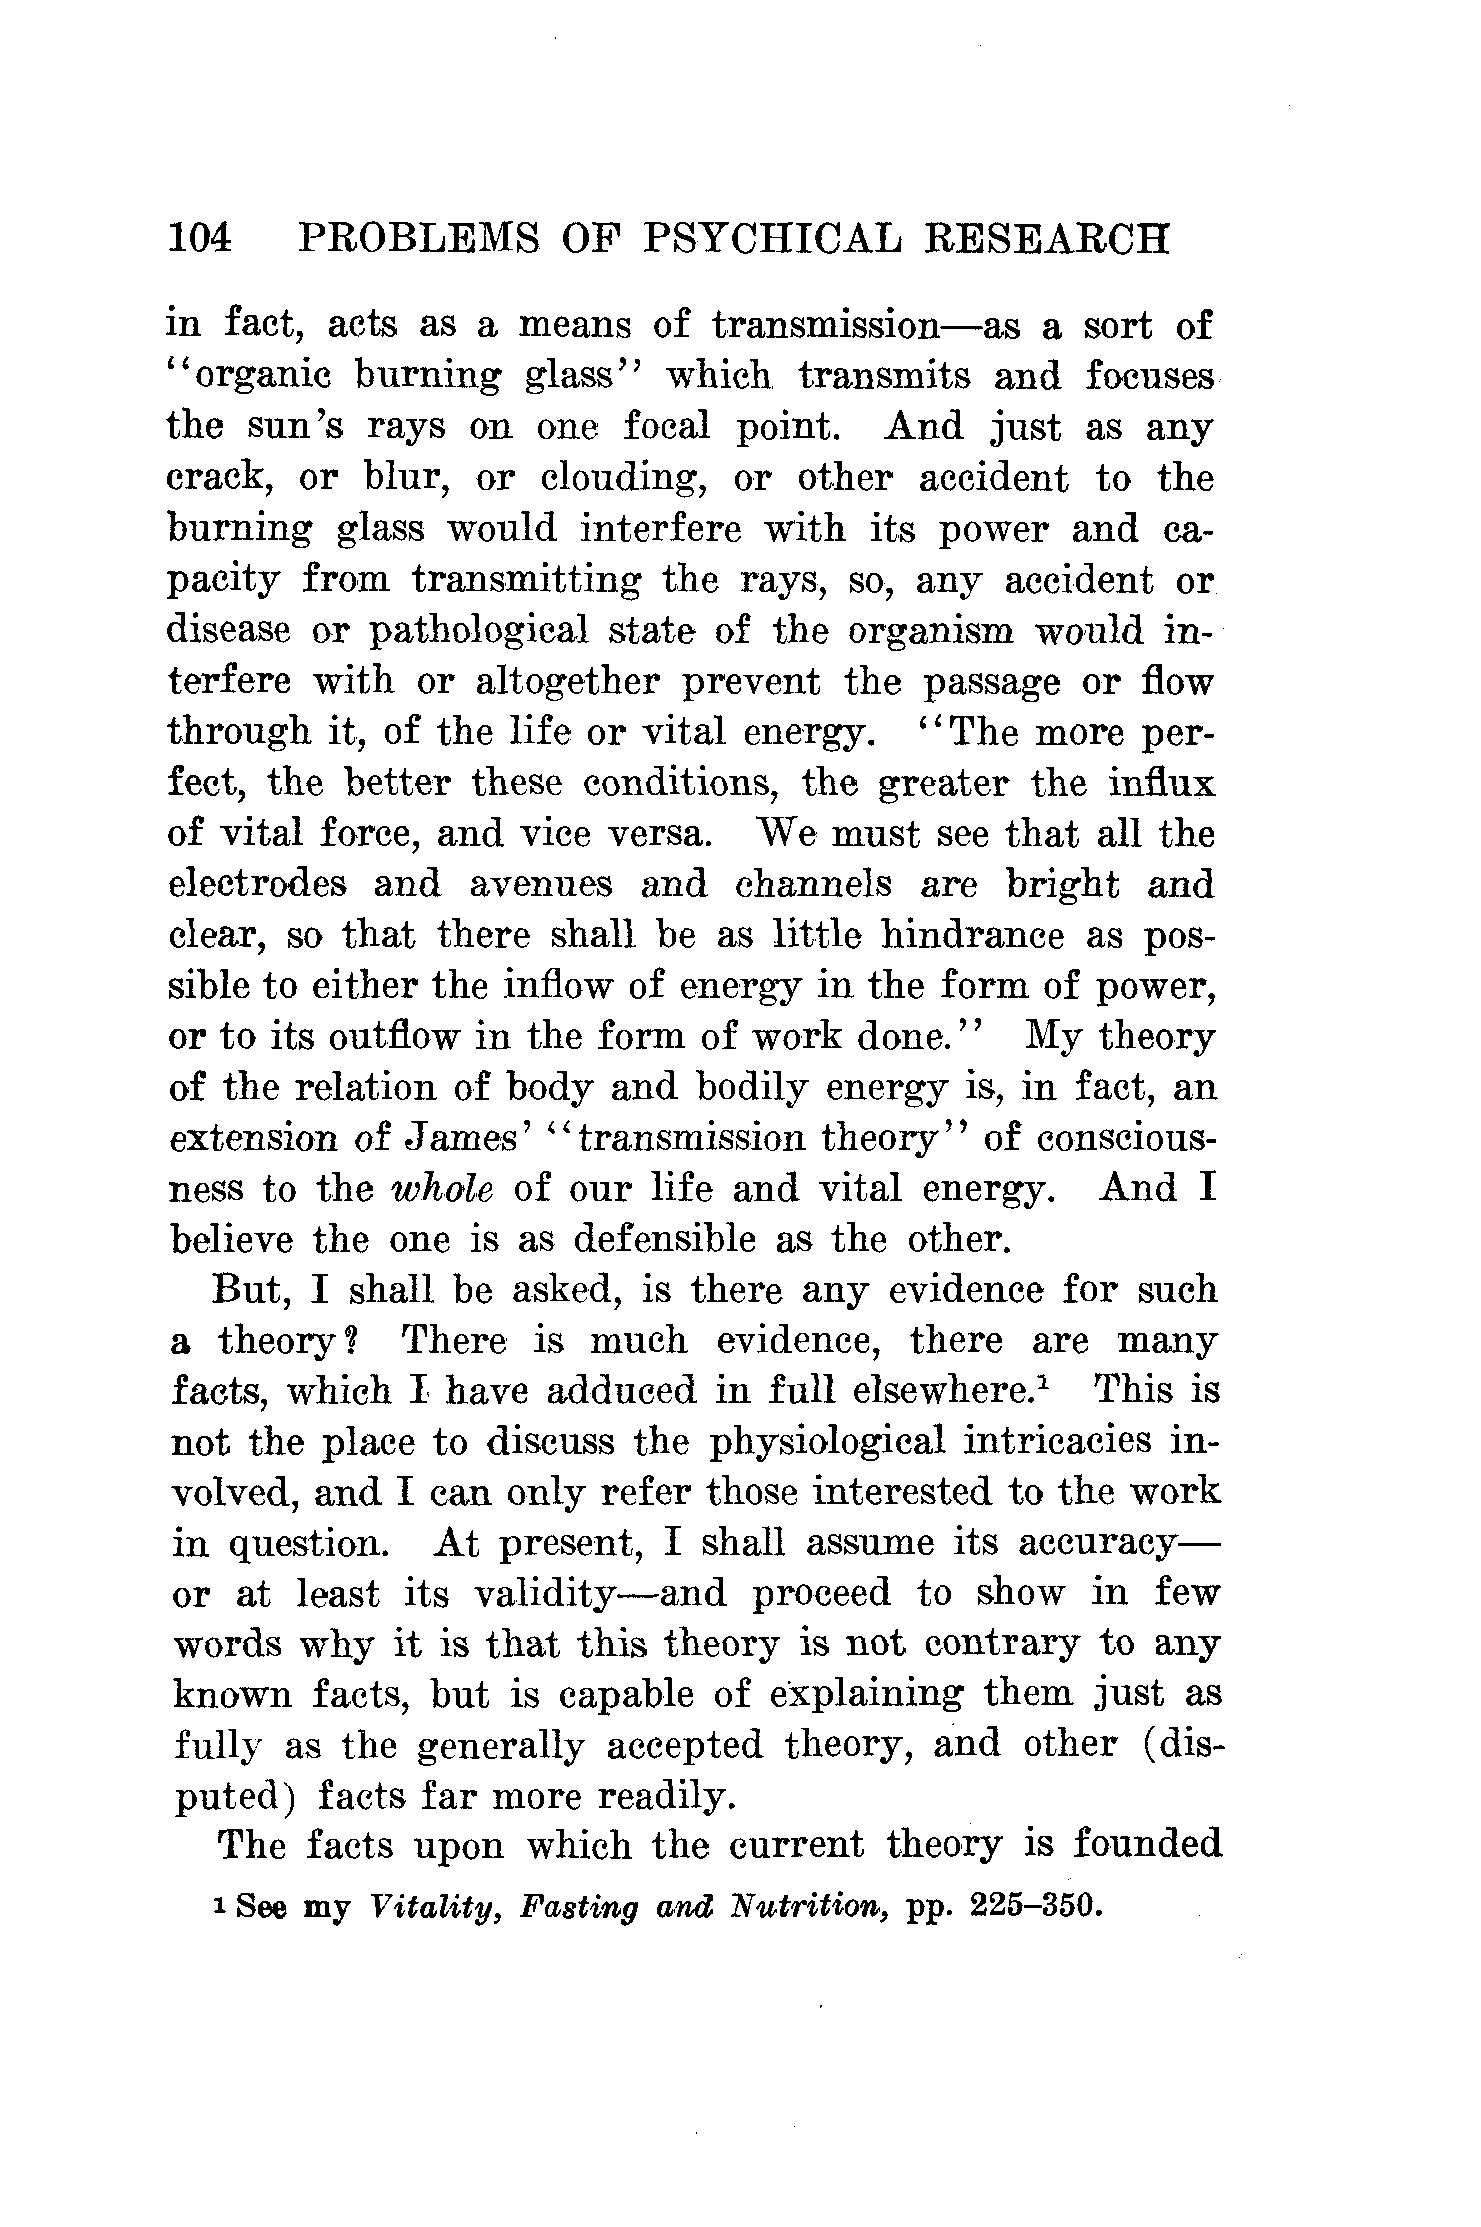 104 PROBLEMS OF PSYCHICAL RESEARCH
in fact, acts as a means of transmission—as a sort of
“organic burning glass” which transmits and focuses
the sun’s rays on one focal point. And just as any
crack, or blur, or clouding, or other accident to the
burning glass would interfere with its power and ca-
pacity from transmitting the rays, so, any accident or
disease or pathological state of the organism would in-
terfere with or altogether prevent the passage or flow
through it, of the life or vital energy. “The more per-
fect, the better these conditions, the greater the influx
of vital force, and vice versa. We must see that all the
electrodes and avenues and channels are bright and
clear, so that there shall be as little hindrance as pos-
sible to either the inflow of energy in the form of power,
or to its outflow in the form of work done.” My theory
of the relation of body and bodily energy is, in fact, an
extension of James’ “transmission theory” of conscious-
ness to the whole of our life and vital energy. And I
believe the one is as defensible as the other.
But, I shall be asked, is there any evidence for such
a theory? There is much evidence, there are many
facts, which I have adduced in full elsewhere.¹ This is
not the place to discuss the physiological intricacies in-
volved, and I can only refer those interested to the work
in question. At present, I shall assume its accuracy—
or at least its validity—and proceed to show in few
words why it is that this theory is not contrary to any
known facts, but is capable of explaining them just as
fully as the generally accepted theory, and other (dis-
puted) facts far more readily.
The facts upon which the current theory is founded
¹ See my Vitality, Fasting and Nutrition, pp. 225–350.